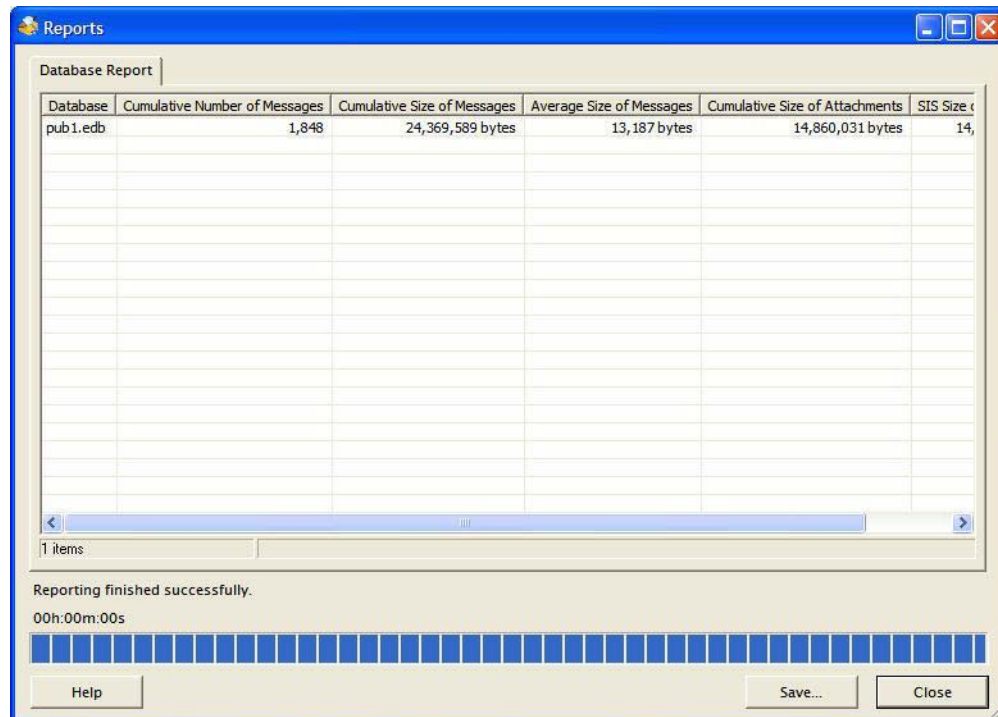 Reports
Database Report
Database Cumulative Number of Messages Cumulative Size of Messages Average Size of Messages Cumulative Size of Attachments SIS Size
pub1.edb 1,848 24,369,589 bytes 13,187 bytes 14,860,031 bytes 14,
1 items
Reporting finished successfully.
00h:00m:00s
Help Save... Close